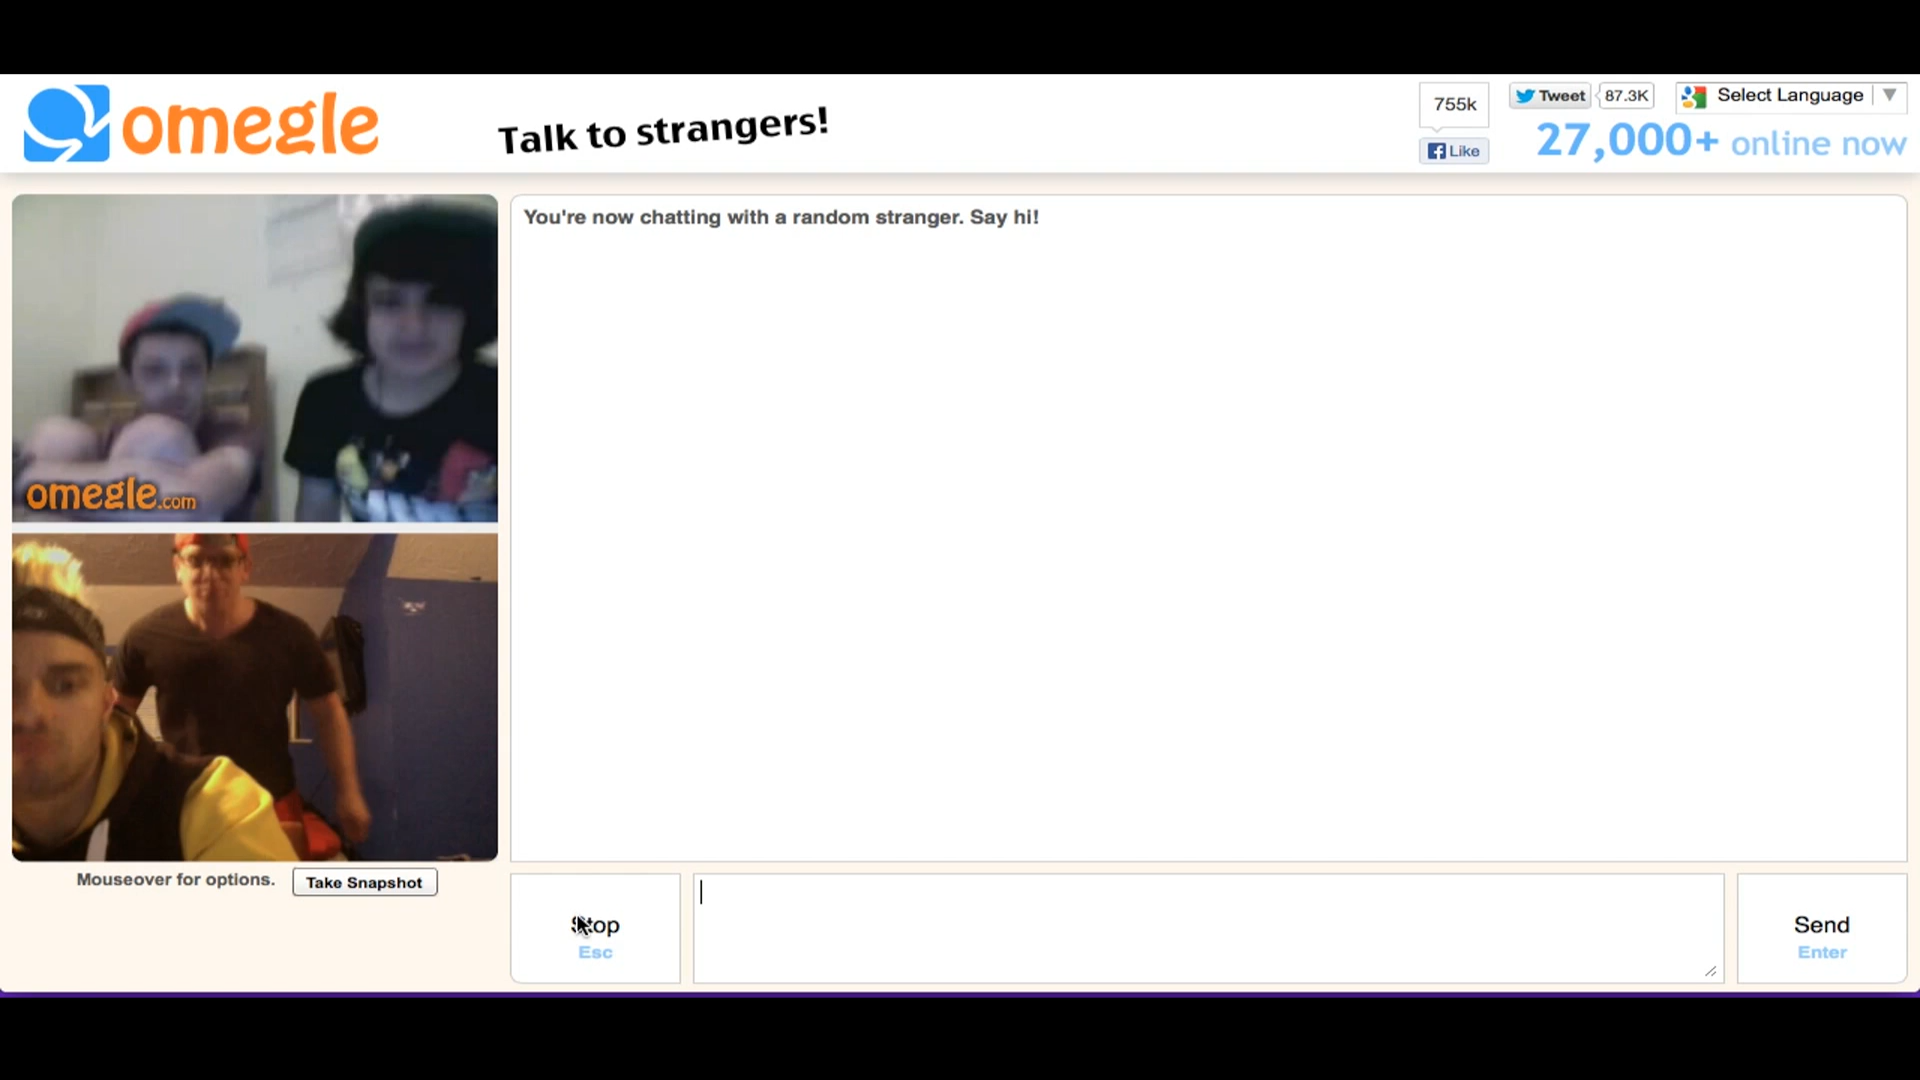 omegle
Talk to strangers!
755k
Like
Tweet
87.3K
Select Language
27,000+ online now
You're now chatting with a random stranger. Say hi!
omegle.com
Mouseover for options.
Take Snapshot
Stop
Esc
Send
Enter